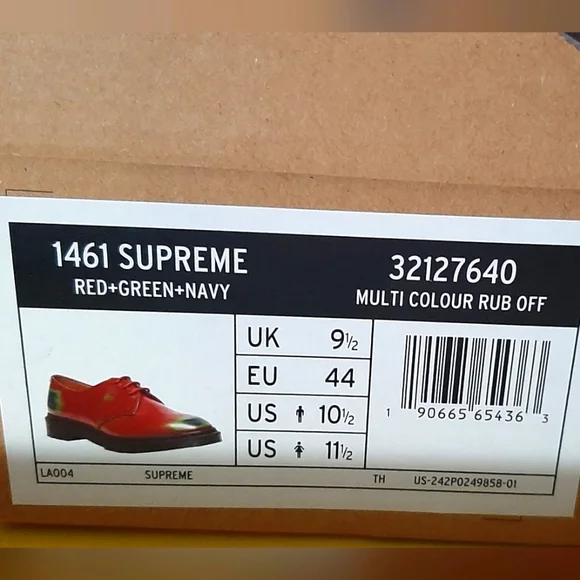 1461 SUPREME
RED+GREEN+NAVY
32127640
MULTI COLOUR RUB OFF
UK 9½
EU 44
US 10½
US 11½
1 90665 65436 3
LA004 SUPREME TH US-242P0249858-01